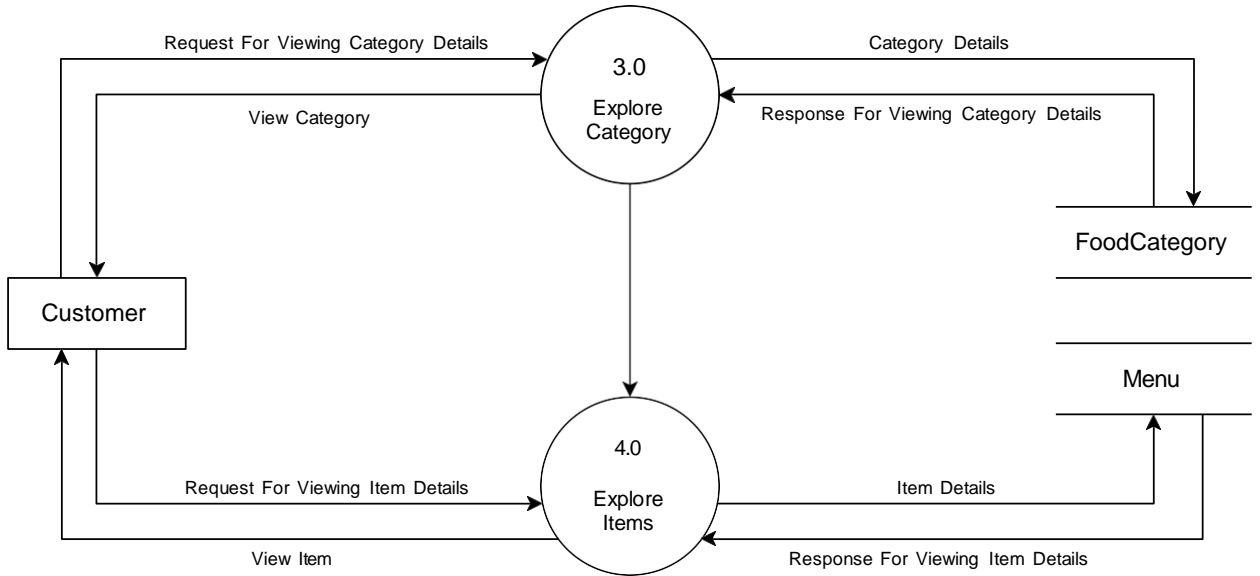 Request For Viewing Category Details
Category Details
3.0
Explore
Category
View Category
Response For Viewing Category Details
FoodCategory
Customer
Menu
4.0
Explore
Items
Request For Viewing Item Details
Item Details
View Item
Response For Viewing Item Details